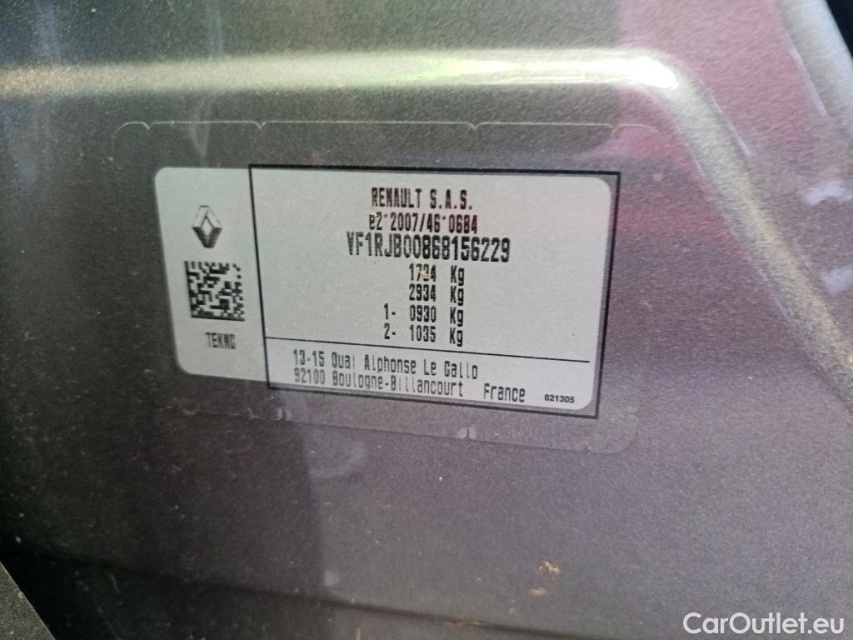 RENAULT S.A.S.
e2*2007/46*0684
VF1RJB00868156229
1734 Kg
2934 Kg
1- 0930 Kg
2- 1035 Kg
TEKNG
13-15 Quai Alphonse Le Gallo
92100 Boulogne-Billancourt France
621305
CarOutlet.eu